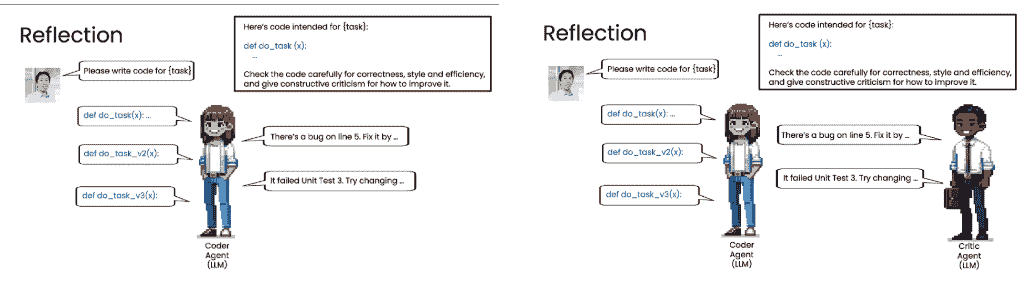 Reflection
Here's code intended for {task}:
def do_task (x):
...
Check the code carefully for correctness, style and efficiency,
and give constructive criticism for how to improve it.
Please write code for {task}
def do_task(x): ...
There's a bug on line 5. Fix it by ...
def do_task_v2(x):
It failed Unit Test 3. Try changing ...
def do_task_v3(x):
Coder
Agent
(LLM)
Reflection
Here's code intended for {task}:
def do_task (x):
...
Check the code carefully for correctness, style and efficiency,
and give constructive criticism for how to improve it.
Please write code for {task}
def do_task(x): ...
There's a bug on line 5. Fix it by ...
def do_task_v2(x):
It failed Unit Test 3. Try changing ...
def do_task_v3(x):
Coder
Agent
(LLM)
Critic
Agent
(LLM)